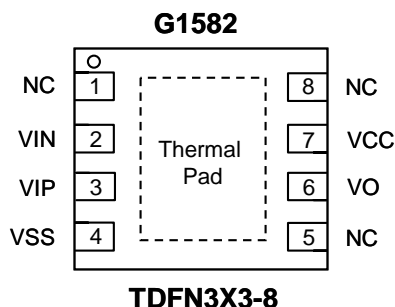 G1582
NC 1 8 NC
VIN 2 7 VCC
Thermal
Pad
VIP 3 6 VO
VSS 4 5 NC
TDFN3X3-8